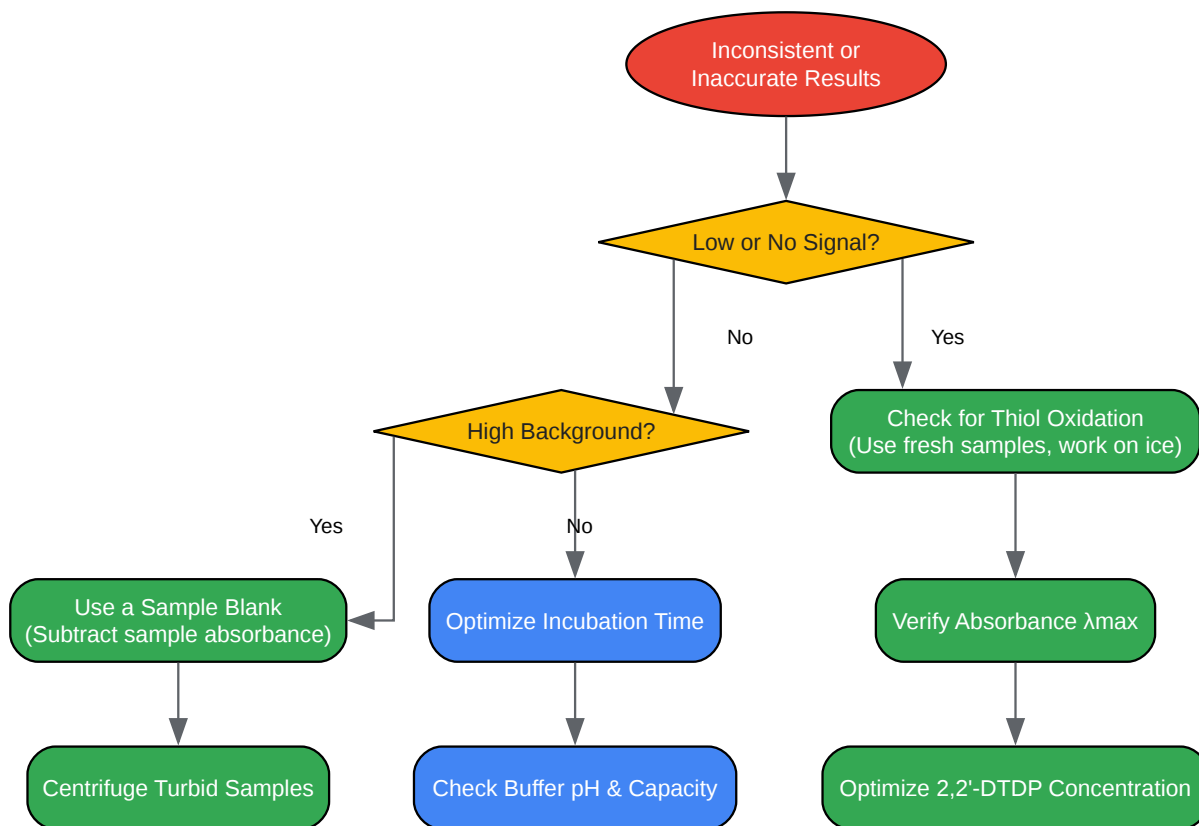 Inconsistent or
Inaccurate Results
Low or No Signal?
No
Yes
High Background?
Check for Thiol Oxidation
(Use fresh samples, work on ice)
Yes
No
Use a Sample Blank
(Subtract sample absorbance)
Optimize Incubation Time
Verify Absorbance λmax
Centrifuge Turbid Samples
Check Buffer pH & Capacity
Optimize 2,2'-DTDP Concentration